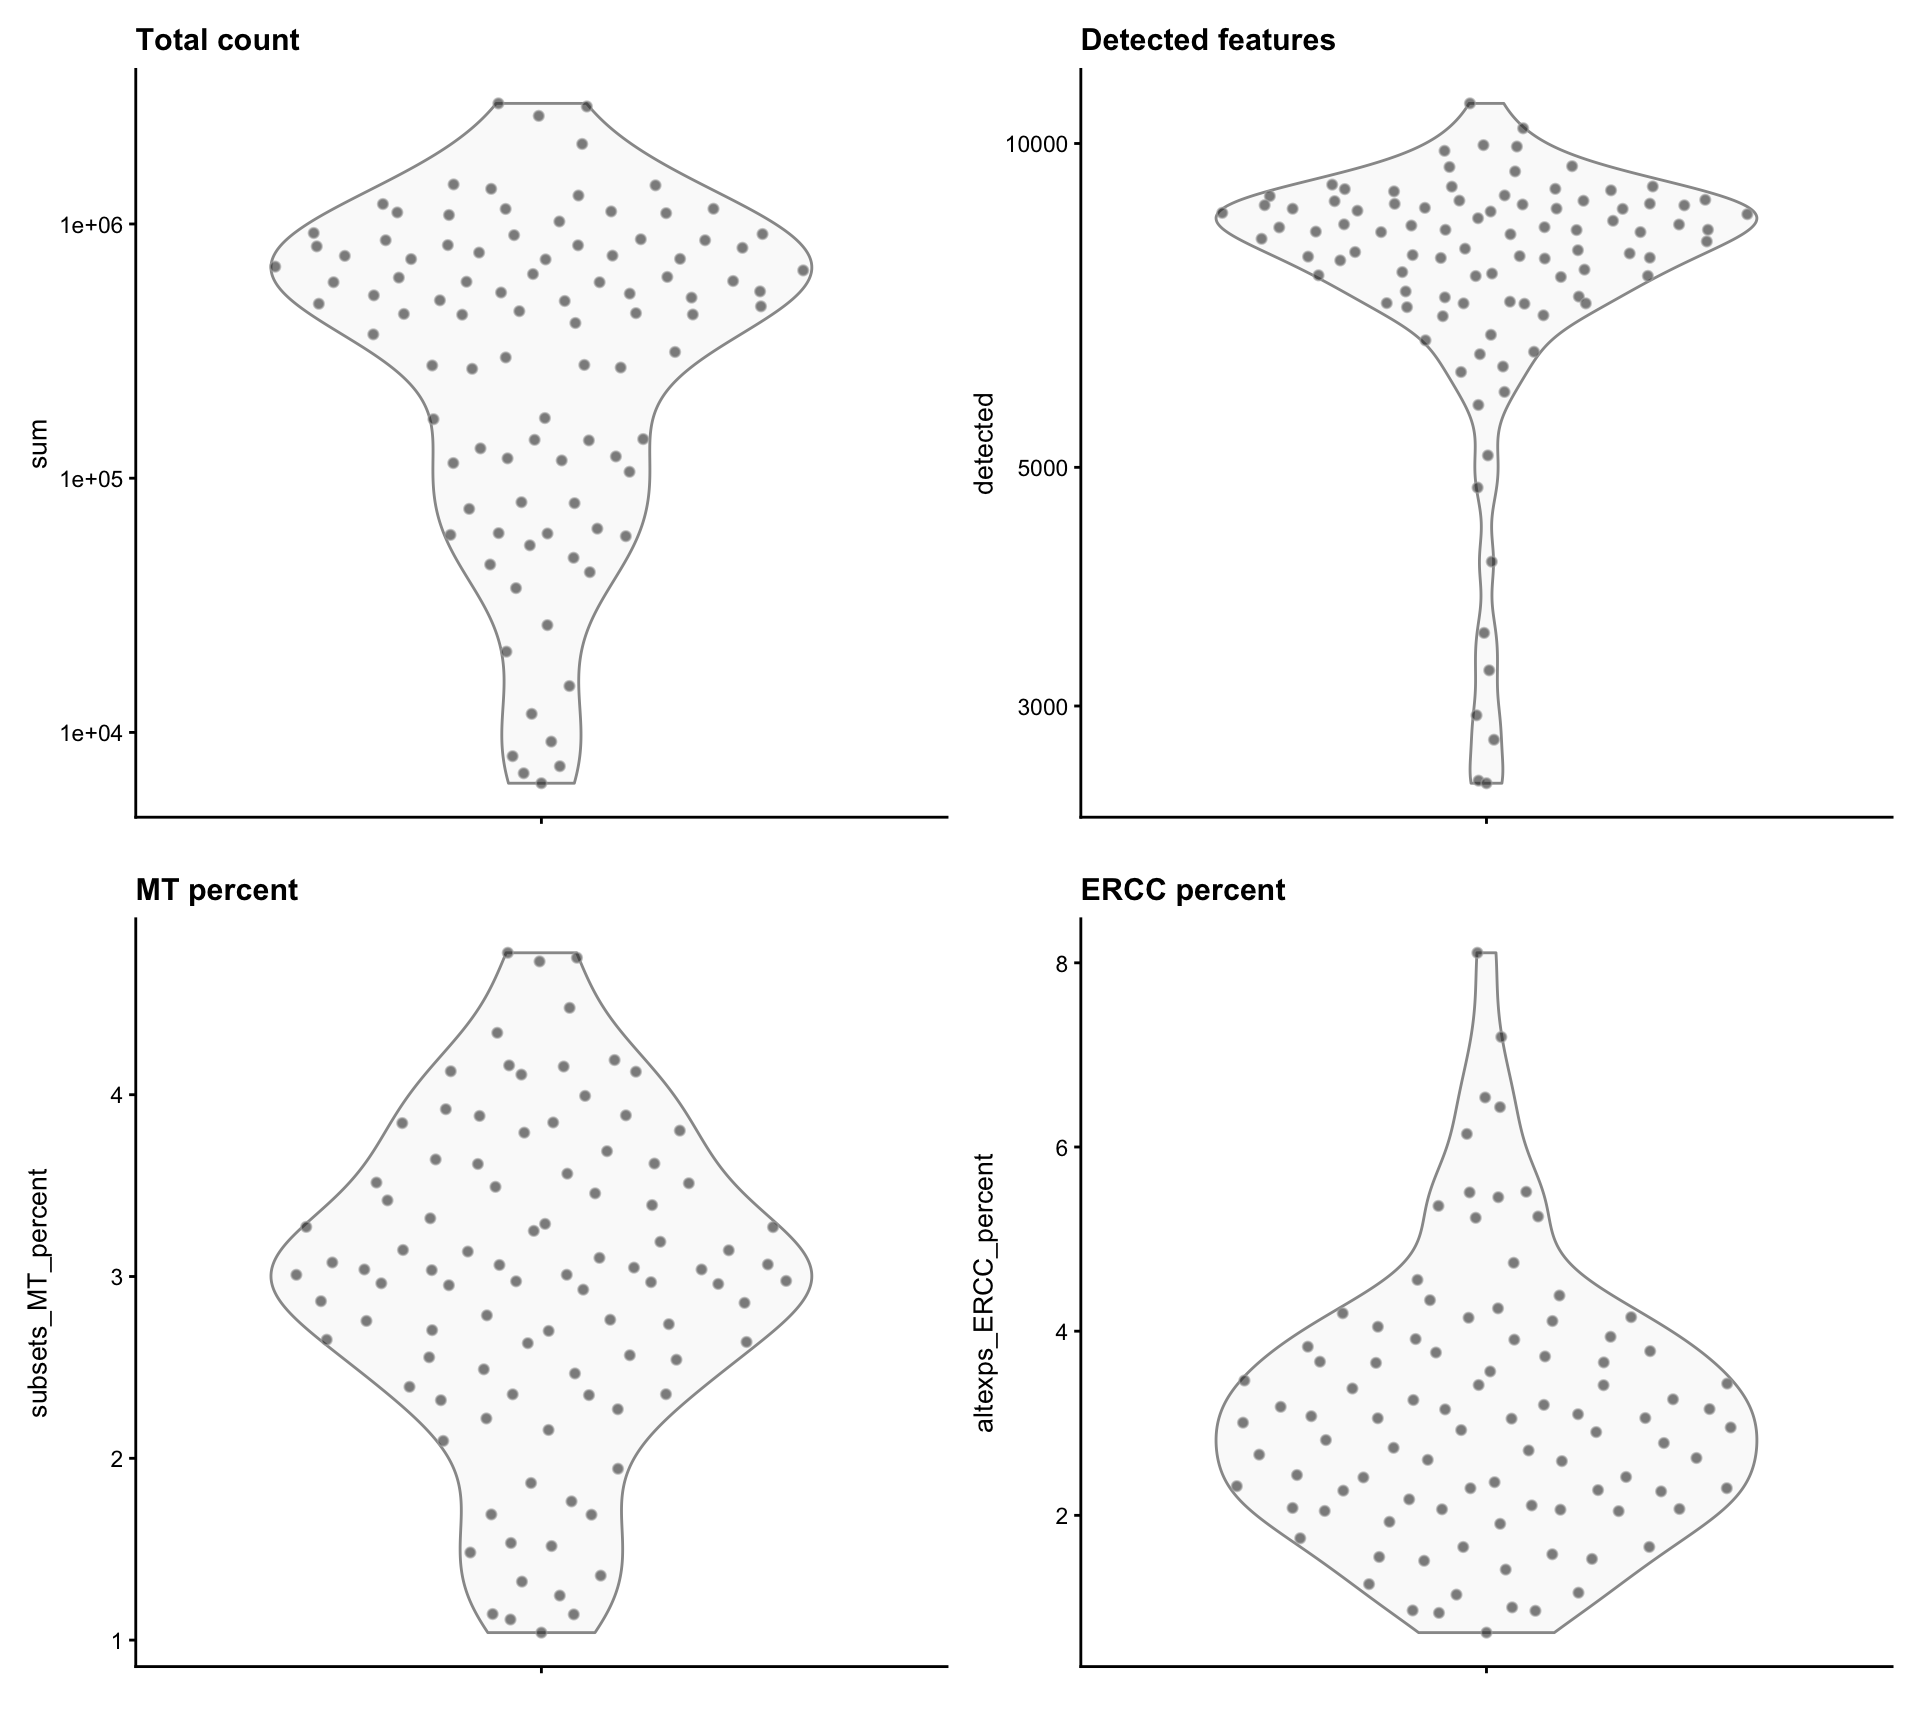 Total count
sum
1e+06
1e+05
1e+04
Detected features
detected
10000
5000
3000
MT percent
subsets_MT_percent
4
3
2
1
ERCC percent
altexps_ERCC_percent
8
6
4
2